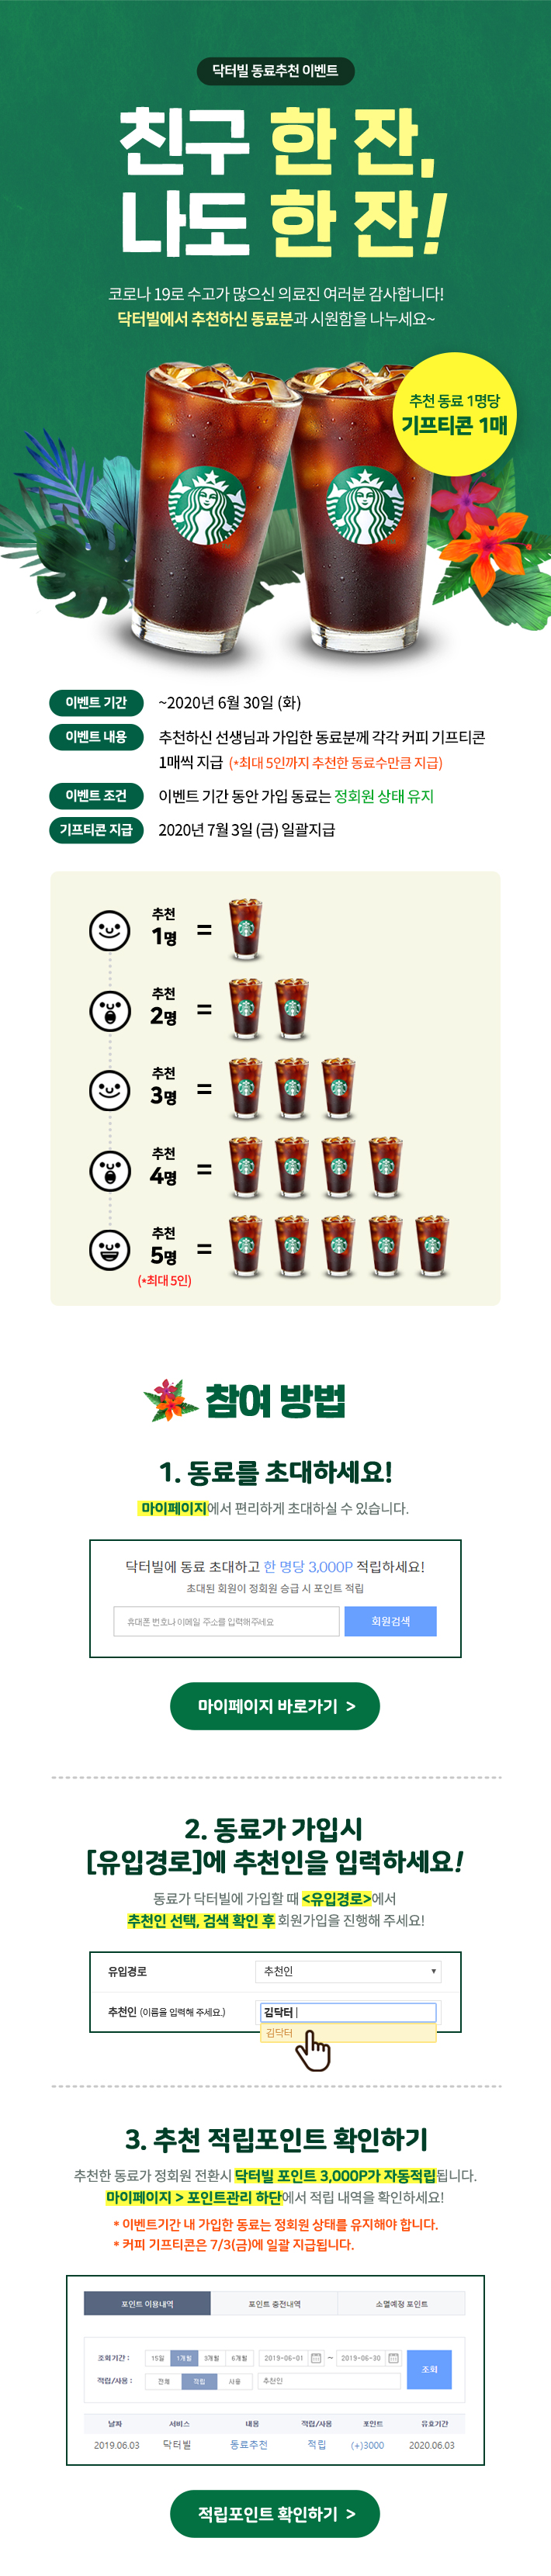 닥터빌 동료추천 이벤트
친구 한 잔,
나도 한 잔!
코로나 19로 수고가 많으신 의료진 여러분 감사합니다!
닥터빌에서 추천하신 동료분과 시원함을 나누세요~
추천 동료 1명당
기프티콘 1매
이벤트 기간 ~2020년 6월 30일 (화)
이벤트 내용 추천하신 선생님과 가입한 동료분께 각각 커피 기프티콘
1매씩 지급 (*최대 5인까지 추천한 동료수만큼 지급)
이벤트 조건 이벤트 기간 동안 가입 동료는 정회원 상태 유지
기프티콘 지급 2020년 7월 3일 (금) 일괄지급
추천
1명 =
추천
2명 =
추천
3명 =
추천
4명 =
추천
5명 =
(*최대 5인)
참여 방법
1. 동료를 초대하세요!
마이페이지에서 편리하게 초대하실 수 있습니다.
닥터빌에 동료 초대하고 한 명당 3,000P 적립하세요!
초대된 회원이 정회원 승급 시 포인트 적립
휴대폰 번호나 이메일 주소를 입력해주세요 회원검색
마이페이지 바로가기 >
2. 동료가 가입시
[유입경로]에 추천인을 입력하세요!
동료가 닥터빌에 가입할 때 <유입경로>에서
추천인 선택, 검색 확인 후 회원가입을 진행해 주세요!
유입경로 추천인 ▼
추천인 (이름을 입력해 주세요.) 김닥터
김닥터
3. 추천 적립포인트 확인하기
추천한 동료가 정회원 전환시 닥터빌 포인트 3,000P가 자동적립됩니다.
마이페이지 > 포인트관리 하단에서 적립 내역을 확인하세요!
* 이벤트기간 내 가입한 동료는 정회원 상태를 유지해야 합니다.
* 커피 기프티콘은 7/3(금)에 일괄 지급됩니다.
포인트 이용내역 포인트 충전내역 소멸예정 포인트
조회기간 : 15일 1개월 3개월 6개월 2019-06-01 ~ 2019-06-30 조회
적립/사용 : 전체 적립 사용 추천인
날짜 서비스 내용 적립/사용 포인트 유효기간
2019.06.03 닥터빌 동료추천 적립 (+)3000 2020.06.03
적립포인트 확인하기 >